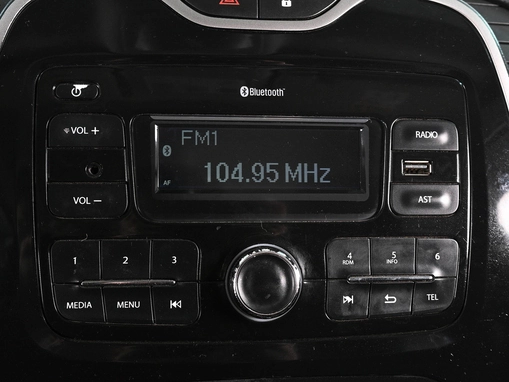 Bluetooth
VOL +
FM1
RADIO
AF
104.95 MHz
VOL –
AST
1 2 3
4 RDM 5 INFO 6
MEDIA MENU
TEL